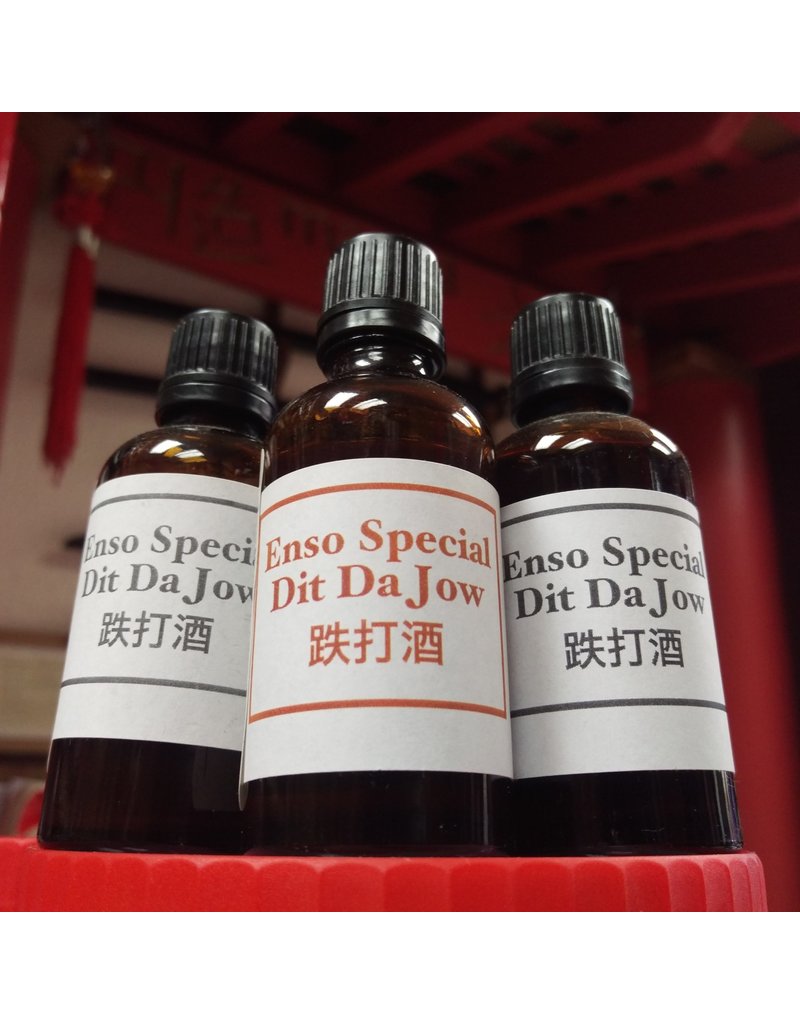 Enso Speci
Dit Da Jow
跌打酒
Enso Special
Dit Da Jow
跌打酒
Enso Special
Dit Da Jow
跌打酒